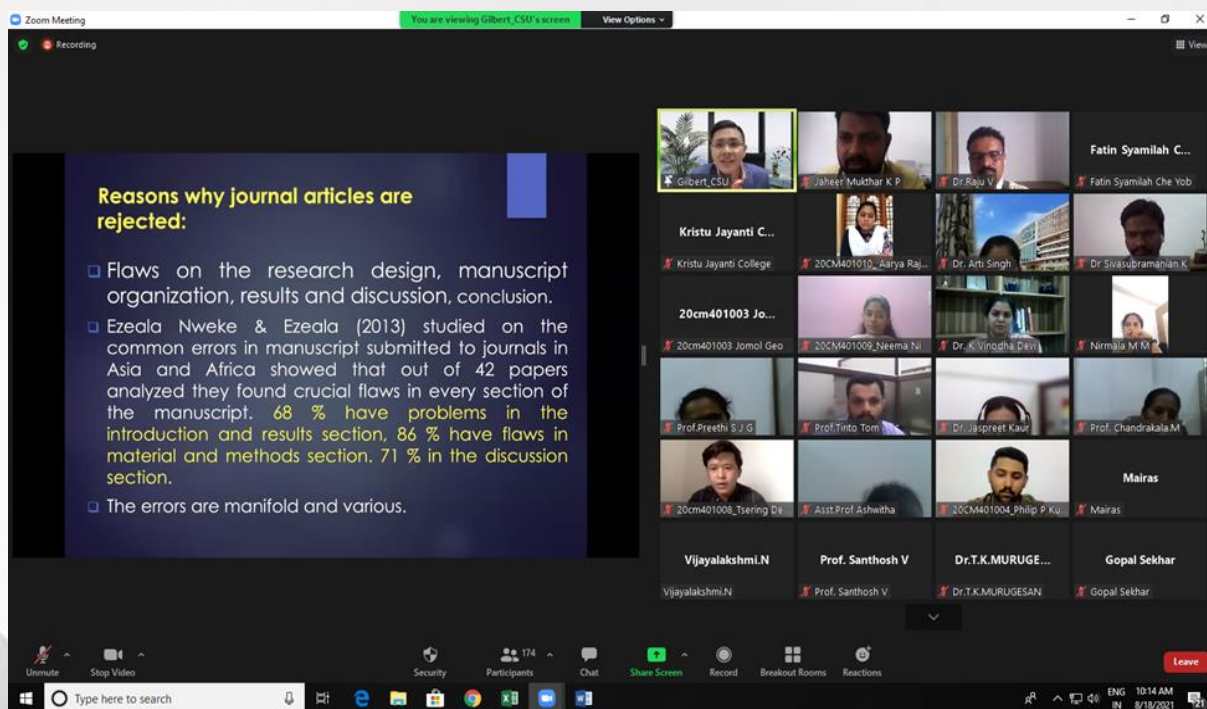 Zoom Meeting
You are viewing Gilbert_CSU's screen
View Options
Recording
View
Reasons why journal articles are
rejected:
Flaws on the research design, manuscript
organization, results and discussion, conclusion.
Ezeala Nweke & Ezeala (2013) studied on the
common errors in manuscript submitted to journals in
Asia and Africa showed that out of 42 papers
analyzed they found crucial flaws in every section of
the manuscript. 68 % have problems in the
introduction and results section, 86 % have flaws in
material and methods section. 71 % in the discussion
section.
The errors are manifold and various.
Gilbert_CSU
Jaheer Mukthar K P
Dr.Raju V
Fatin Syamilah C...
Fatin Syamilah Che Yob
Kristu Jayanti C...
Kristu Jayanti College
20CM401010_ Aarya Raj...
Dr. Arti Singh
Dr Sivasubramanian K
20cm401003 Jo...
20cm401003 Jomol Geo
20CM401009_Neema Ni
Dr. K Vinodha Devi
Nirmala M M
Prof.Preethi S J G
Prof.Tinto Tom
Dr. Jaspreet Kaur
Prof. Chandrakala.M
20cm401008_Tsering De
Asst.Prof Ashwitha
20CM401004_Philip P Ku
Mairas
Mairas
Vijayalakshmi.N
Vijayalakshmi.N
Prof. Santhosh V
Prof. Santhosh V
Dr.T.K.MURUGE...
Dr.T.K.MURUGESAN
Gopal Sekhar
Gopal Sekhar
Unmute
Stop Video
Security
174
Participants
Chat
Share Screen
Record
Breakout Rooms
Reactions
Leave
Type here to search
ENG
IN
10:14 AM
8/18/2021
21